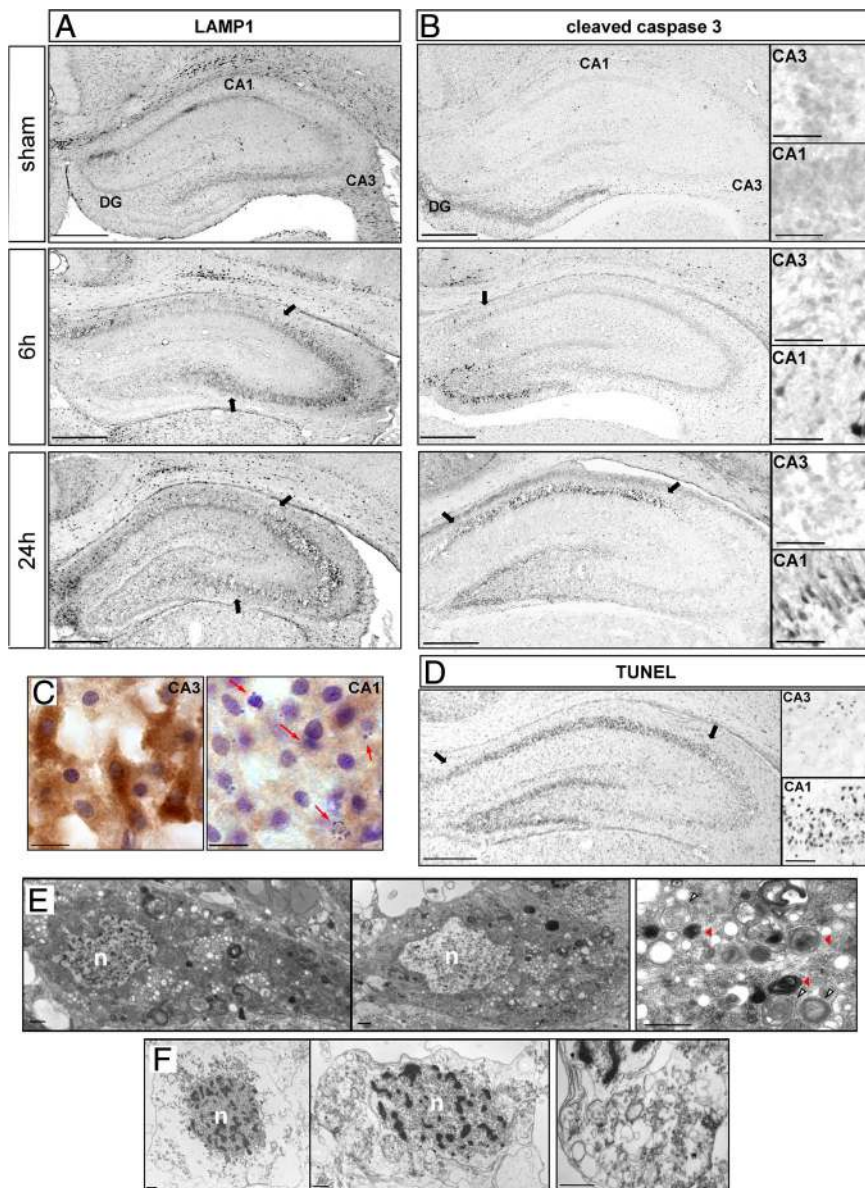 A
LAMP1
B
cleaved caspase 3
sham
CA1
CA3
DG
CA1
CA3
DG
CA3
CA1
6h
CA3
CA1
24h
CA3
CA1
C
CA3
CA1
D
TUNEL
CA3
CA1
E
n
n
F
n
n